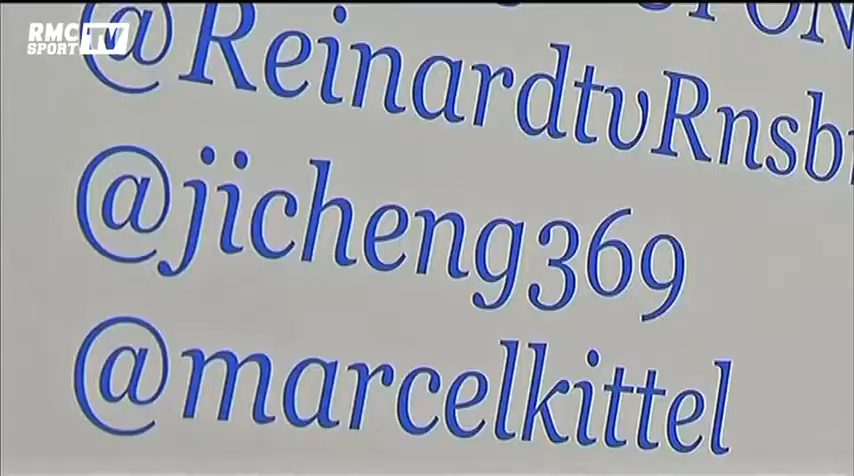 RMC
SPORT TV
@ReinardtvRnsb
@jicheng369
@marcelkittel